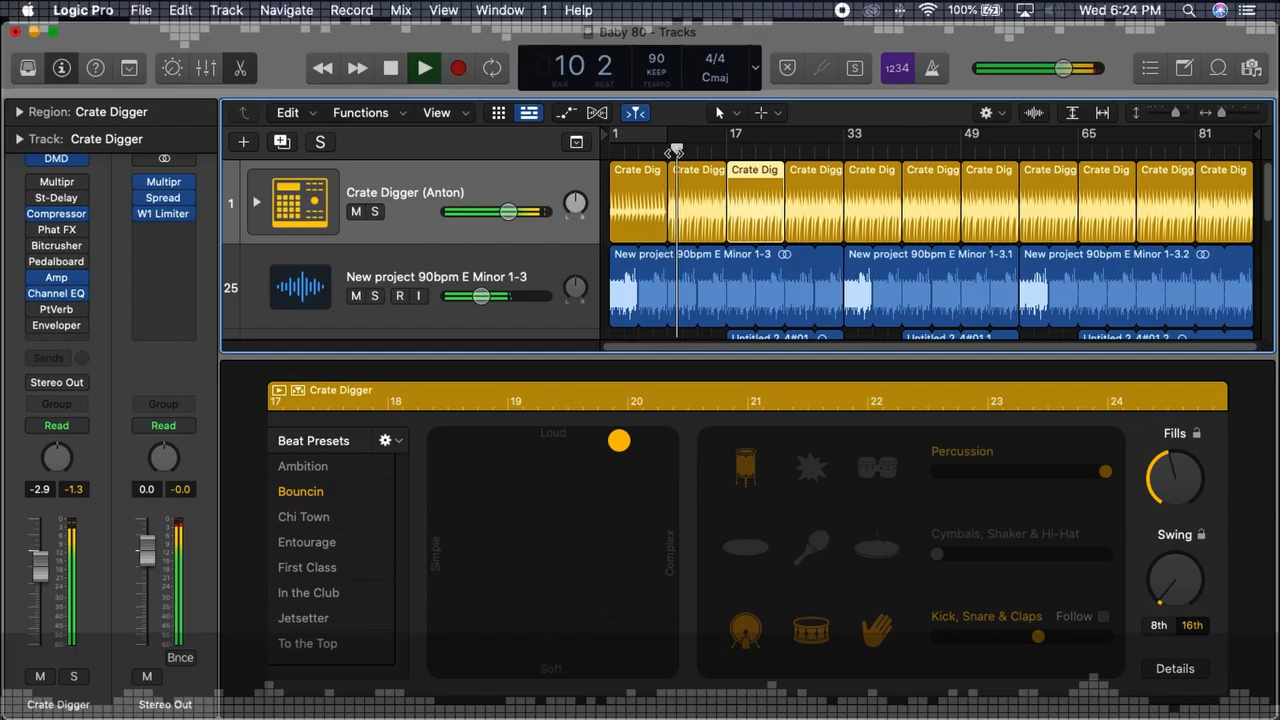 Logic Pro File Edit Track Navigate Record Mix View Window 1 Help 100% Wed 6:24 PM
Baby 80 - Tracks
10 2 90 4/4
KEEP Cmaj 1234
BAR BEAT TEMPO
Region: Crate Digger
Edit Functions View
Track: Crate Digger
S
1 17 33 49 65 81
DMD
Multipr Multipr
St-Delay Spread
Compressor W1 Limiter
Phat FX
Bitcrusher
Pedalboard
Amp
Channel EQ
PtVerb
Enveloper
Sends
Stereo Out
Group Group
Read Read
-2.9 -1.3 0.0 -0.0
Bnce
M S M
Crate Digger Stereo Out
1 Crate Digger (Anton)
M S L R
Crate Dig Crate Digg Crate Dig Crate Digg Crate Dig Crate Digg Crate Dig Crate Digg Crate Dig Crate Digg Crate Dig
25 New project 90bpm E Minor 1-3
M S R I L R
New project 90bpm E Minor 1-3 New project 90bpm E Minor 1-3.1 New project 90bpm E Minor 1-3.2
Crate Digger
17 18 19 20 21 22 23 24
Beat Presets
Ambition
Bouncin
Chi Town
Entourage
First Class
In the Club
Jetsetter
To the Top
Loud
Simple
Complex
Soft
Percussion
Cymbals, Shaker & Hi-Hat
Kick, Snare & Claps Follow
Fills
Swing
8th 16th
Details